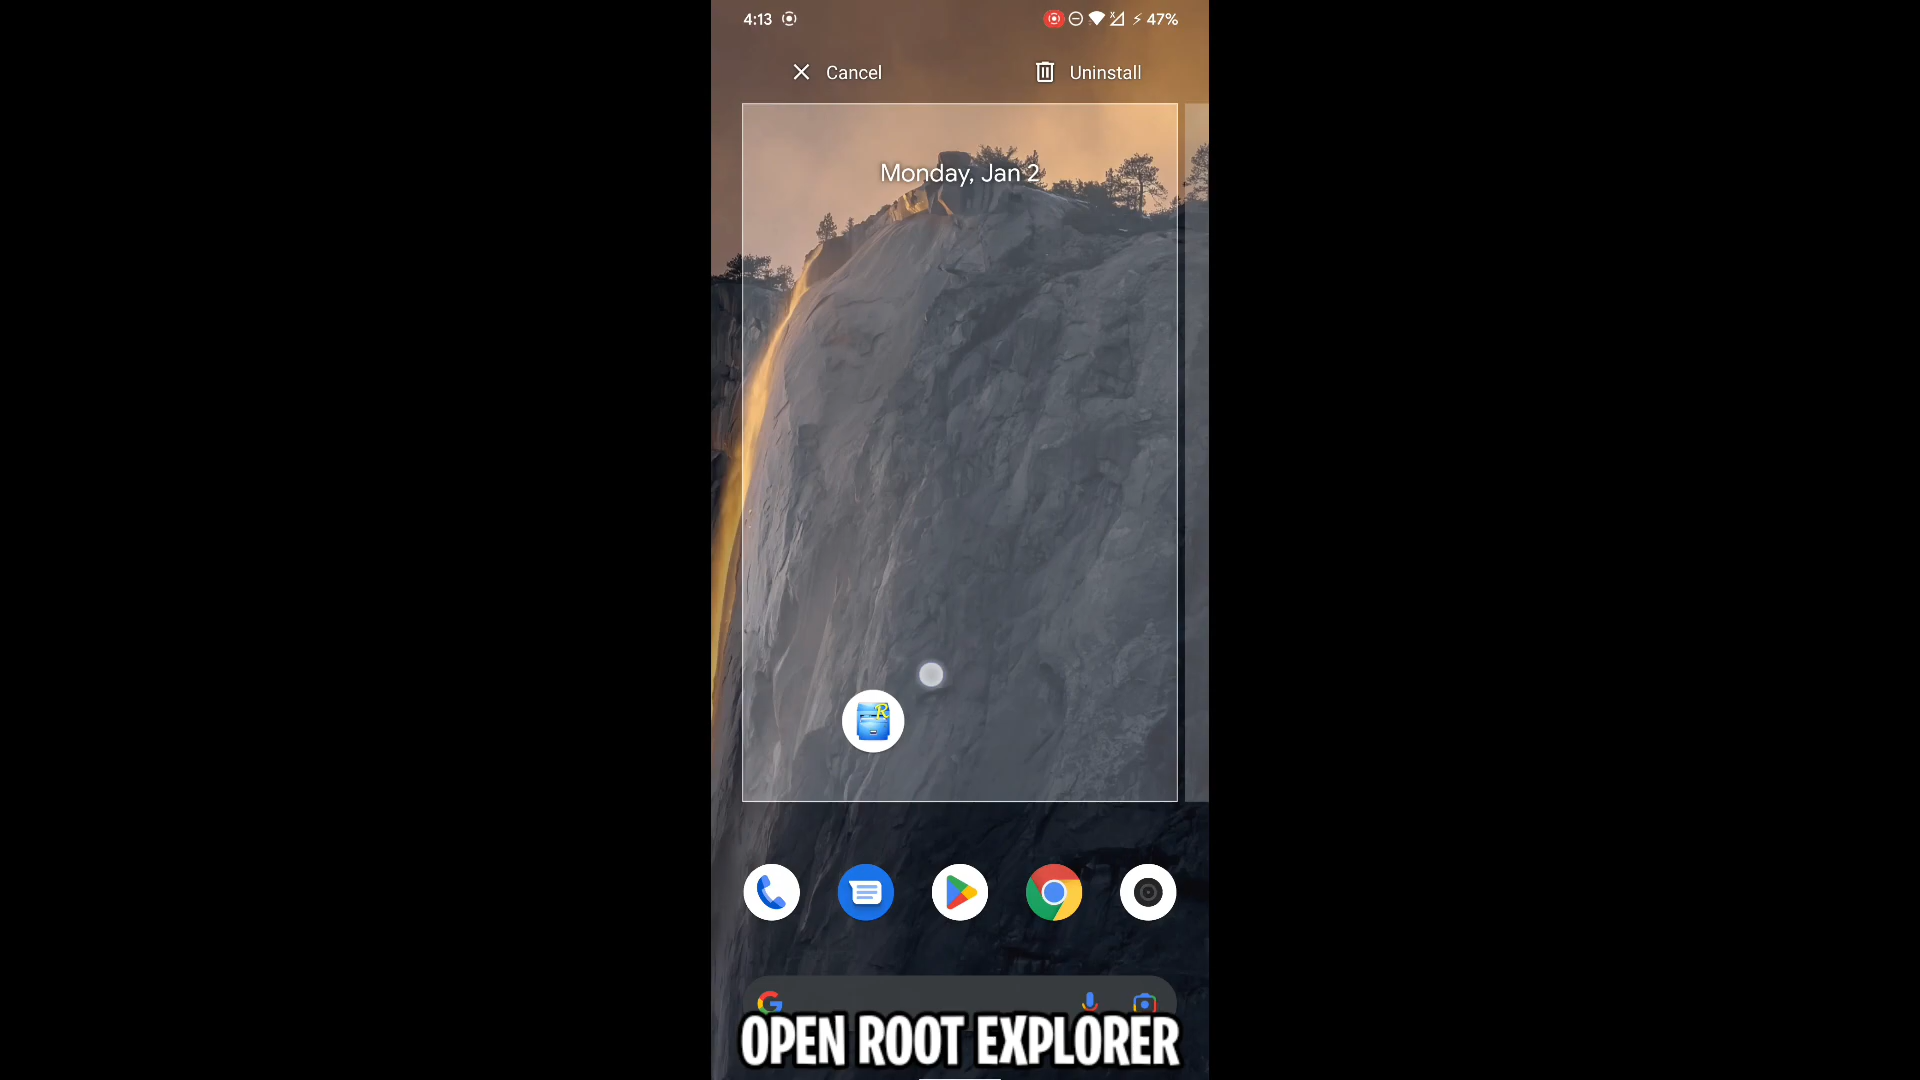 4:13
47%
Cancel
Uninstall
Monday, Jan 2
R
OPEN ROOT EXPLORER